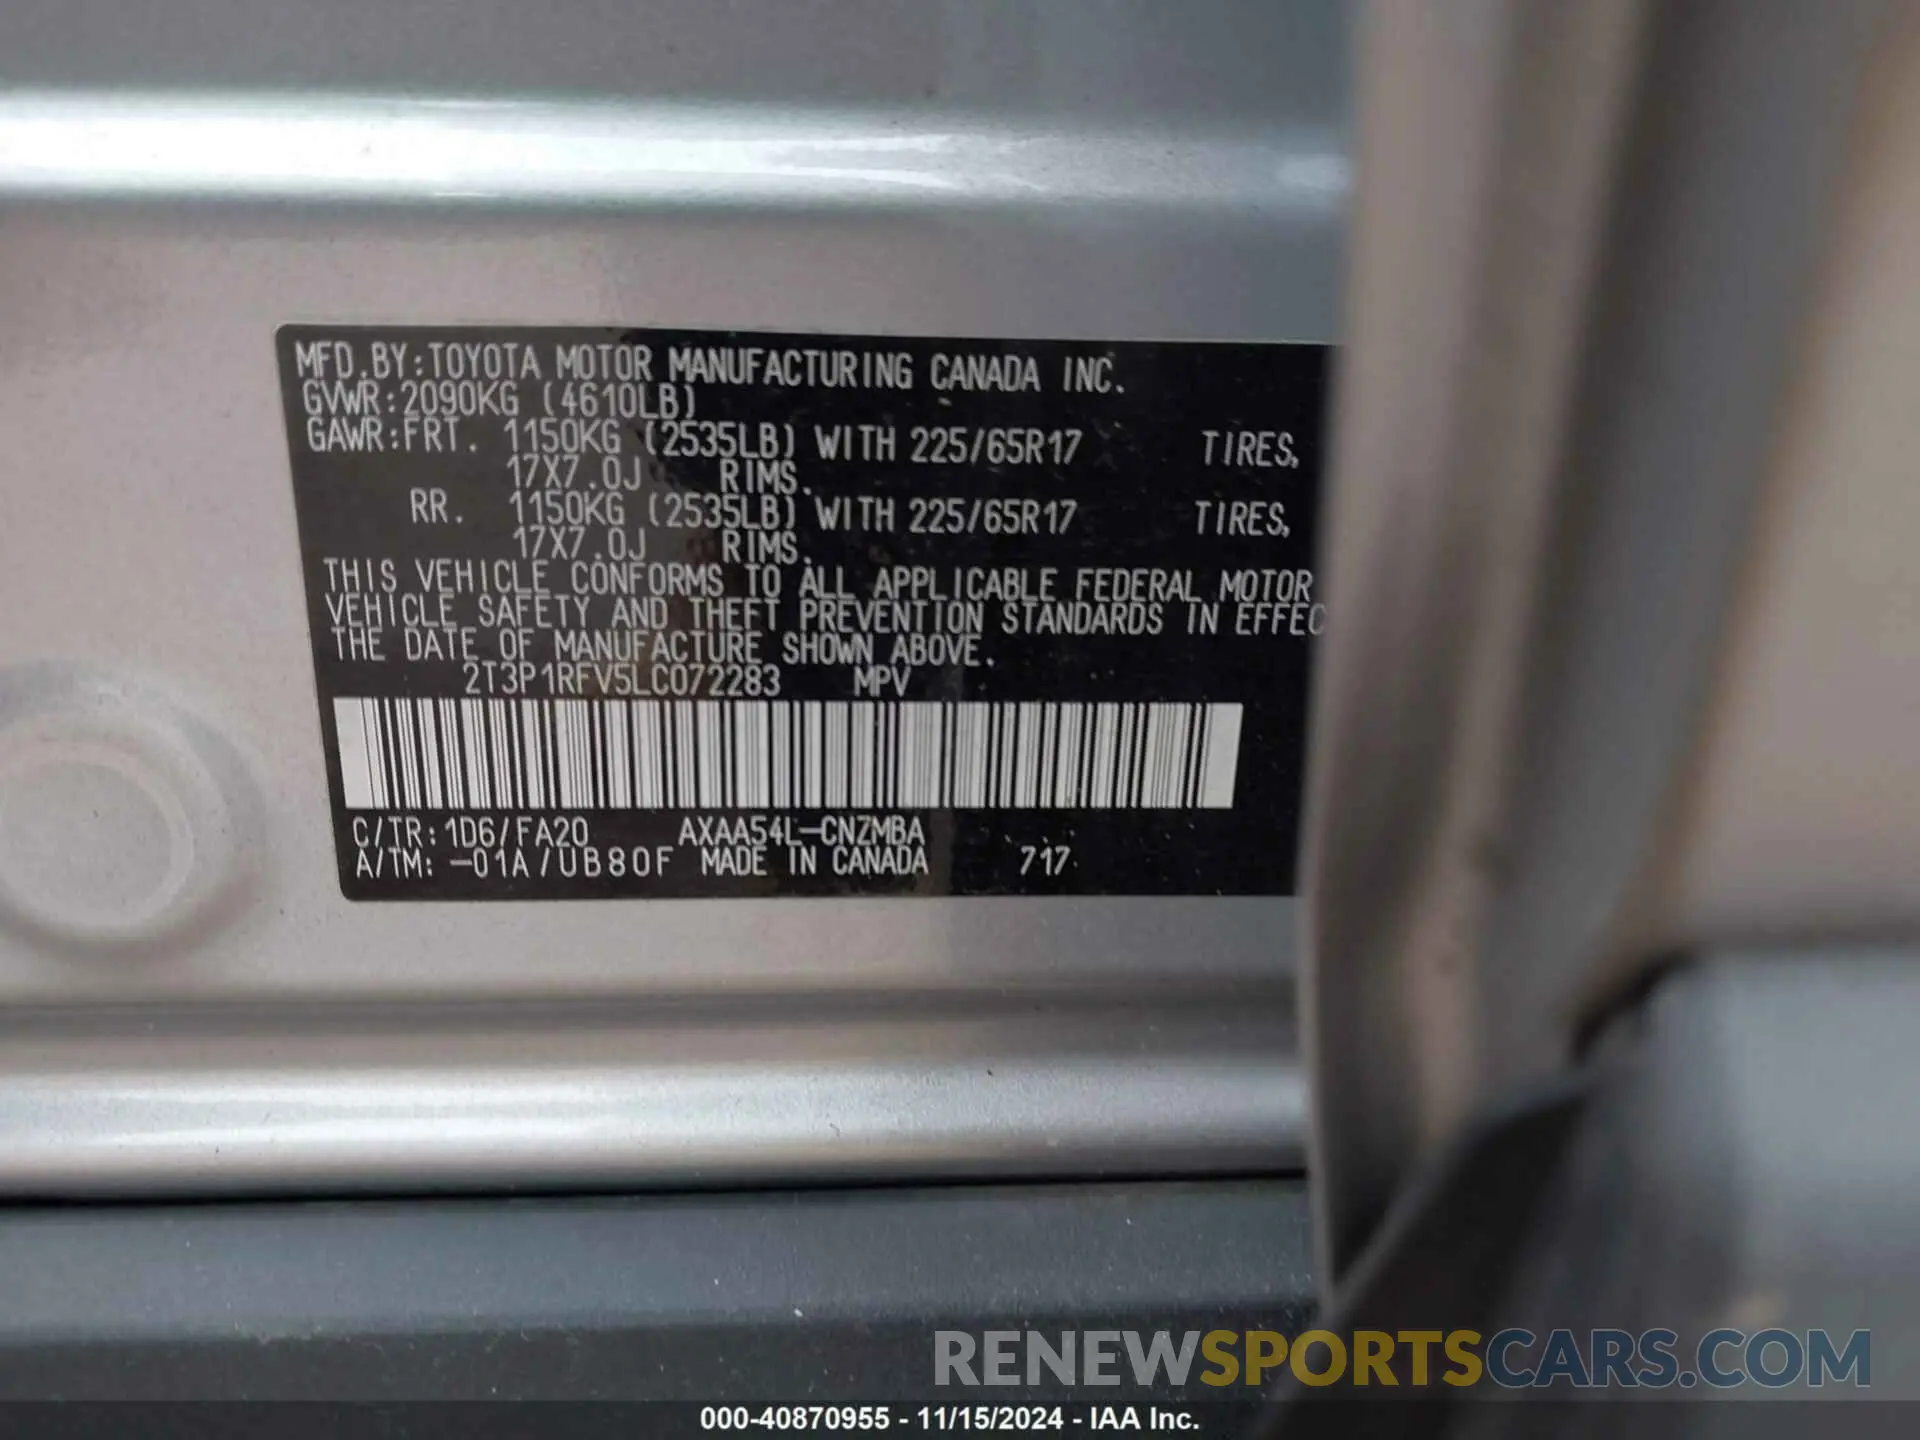 MFD.BY:TOYOTA MOTOR MANUFACTURING CANADA INC.
GVWR:2090KG (4610LB)
GAWR:FRT. 1150KG (2535LB) WITH 225/65R17 TIRES,
17X7.0J RIMS.
RR. 1150KG (2535LB) WITH 225/65R17 TIRES,
17X7.0J RIMS.
THIS VEHICLE CONFORMS TO ALL APPLICABLE FEDERAL MOTOR
VEHICLE SAFETY AND THEFT PREVENTION STANDARDS IN EFFEC
THE DATE OF MANUFACTURE SHOWN ABOVE.
2T3P1RFV5LC072283 MPV
C/TR:1D6/FA20 AXAA54L-CNZMBA
A/TM:-01A/UB80F MADE IN CANADA 717
RENEWSPORTSCARS.COM
000-40870955 - 11/15/2024 - IAA Inc.